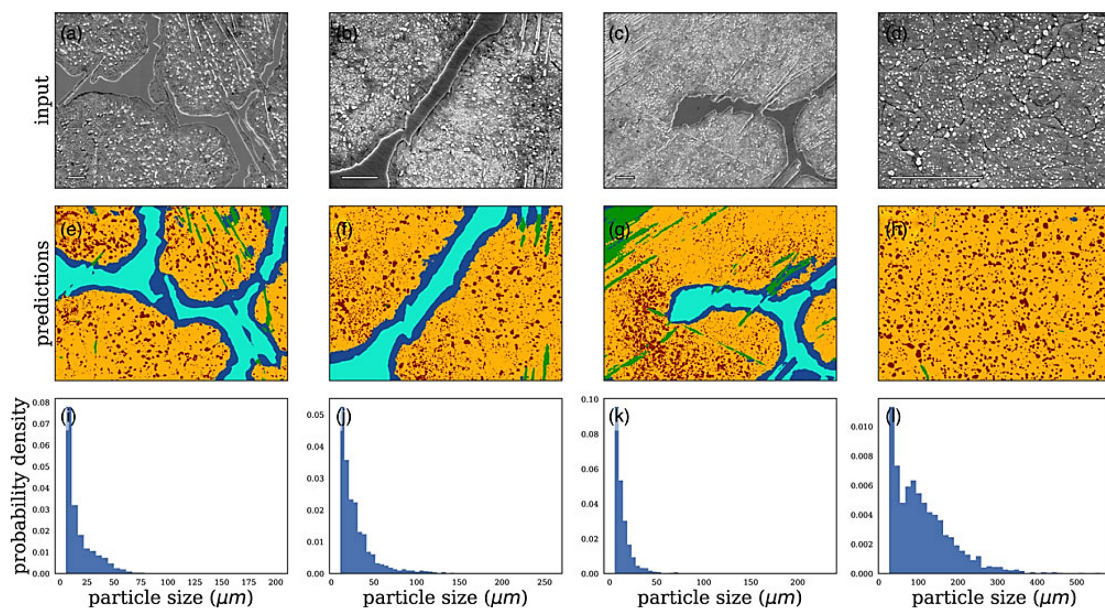 (a) (b) (c) (d)
input
(e) (f) (g) (h)
predictions
(i) (j) (k) (l)
probability density
0.08 0.07 0.06 0.05 0.04 0.03 0.02 0.01 0.00
0 25 50 75 100 125 150 175 200
particle size (μm)
0.05 0.04 0.03 0.02 0.01 0.00
0 50 100 150 200 250
particle size (μm)
0.10 0.08 0.06 0.04 0.02 0.00
0 50 100 150 200
particle size (μm)
0.010 0.008 0.006 0.004 0.002 0.000
0 100 200 300 400 500
particle size (μm)